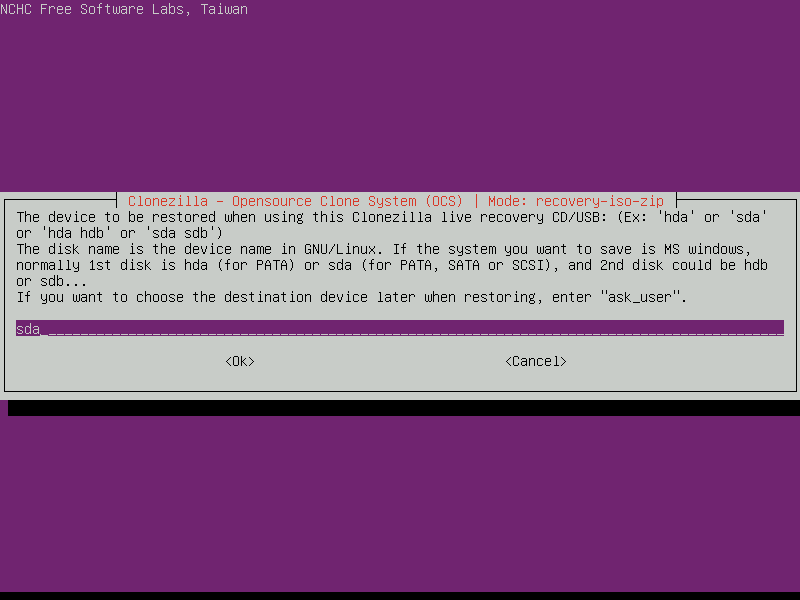 NCHC Free Software Labs, Taiwan
Clonezilla - Opensource Clone System (OCS) | Mode: recovery-iso-zip
The device to be restored when using this Clonezilla live recovery CD/USB: (Ex: 'hda' or 'sda'
or 'hda hdb' or 'sda sdb')
The disk name is the device name in GNU/Linux. If the system you want to save is MS windows,
normally 1st disk is hda (for PATA) or sda (for PATA, SATA or SCSI), and 2nd disk could be hdb
or sdb...
If you want to choose the destination device later when restoring, enter "ask_user".
sda
<Ok> <Cancel>